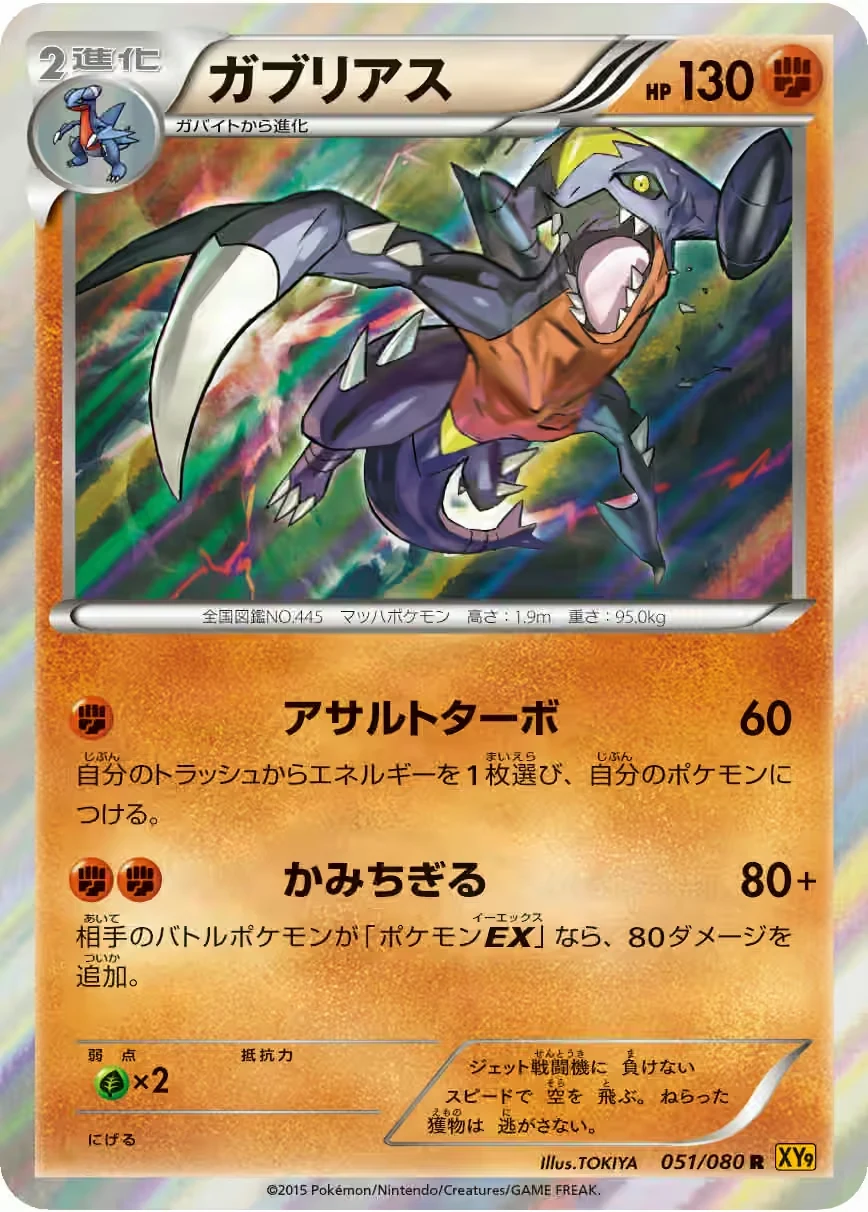 2進化
ガブリアス
HP 130
ガバイトから進化
全国図鑑NO.445 マッハポケモン 高さ:1.9m 重さ:95.0kg
アサルトターボ 60
自分のトラッシュからエネルギーを1枚選び、自分のポケモンに
つける。
かみちぎる 80+
相手のバトルポケモンが「ポケモンEX」なら、80ダメージを
追加。
弱点 抵抗力
×2
にげる
ジェット戦闘機に 負けない
スピードで 空を 飛ぶ。ねらった
獲物は 逃がさない。
Illus.TOKIYA 051/080 R XY9
©2015 Pokémon/Nintendo/Creatures/GAME FREAK.